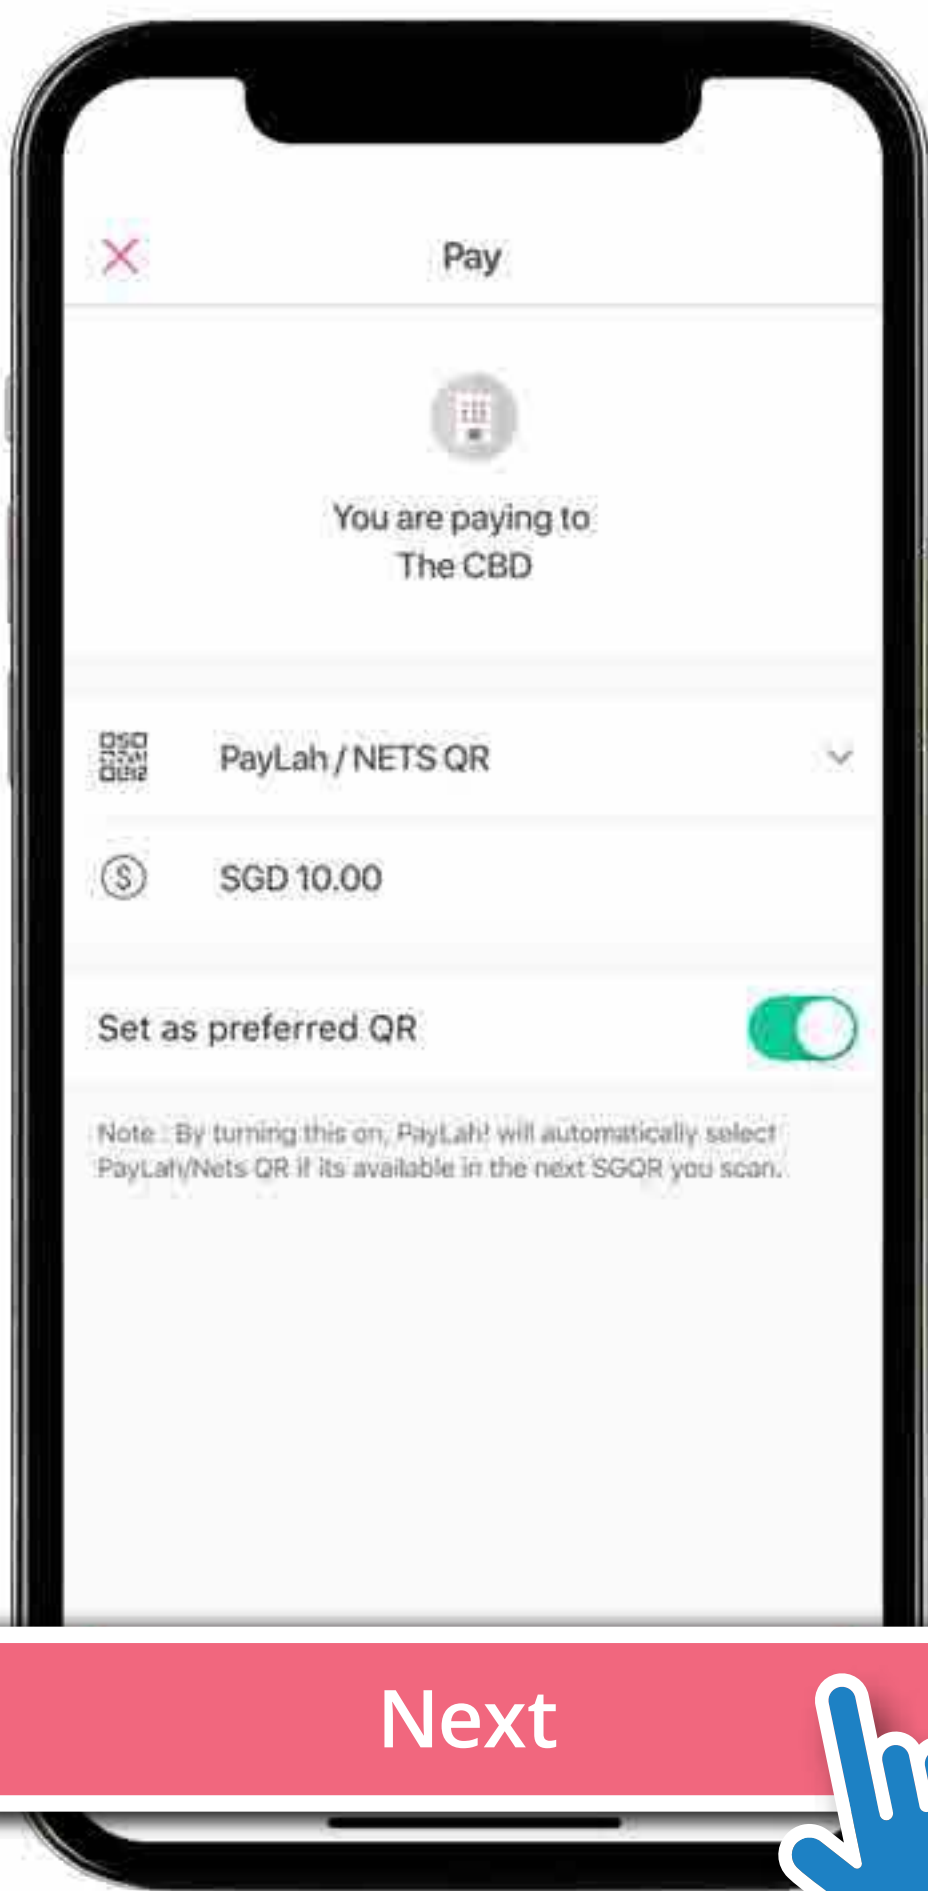 Pay
You are paying to
The CBD
PayLah / NETS QR
$ SGD 10.00
Set as preferred QR
Note : By turning this on, PayLah! will automatically select
PayLah/Nets QR if its available in the next SGQR you scan.
Next